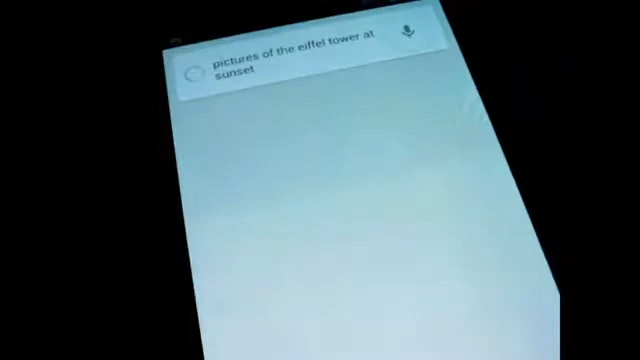 pictures of the eiffel tower at
sunset